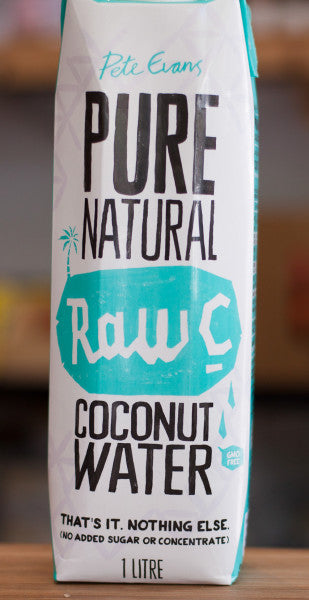 Pete Evans
PURE
NATURAL
Raw C
COCONUT
WATER
GMO
FREE
THAT'S IT. NOTHING ELSE.
(NO ADDED SUGAR OR CONCENTRATE)
1 LITRE